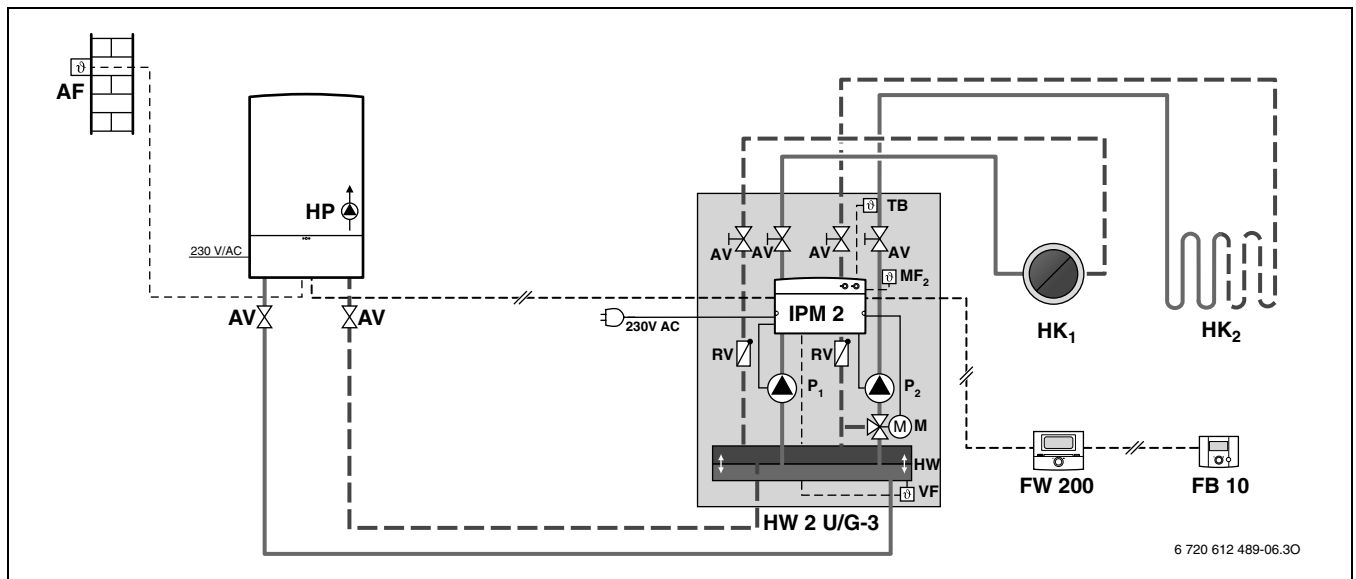 ϑ
AF
HP
230 V/AC
AV AV
ϑ TB
AV AV AV AV
ϑ MF2
IPM 2
230V AC
RV RV
P1 P2
M M
HW
ϑ VF
HW 2 U/G-3
HK1
HK2
FW 200
FB 10
6 720 612 489-06.3O